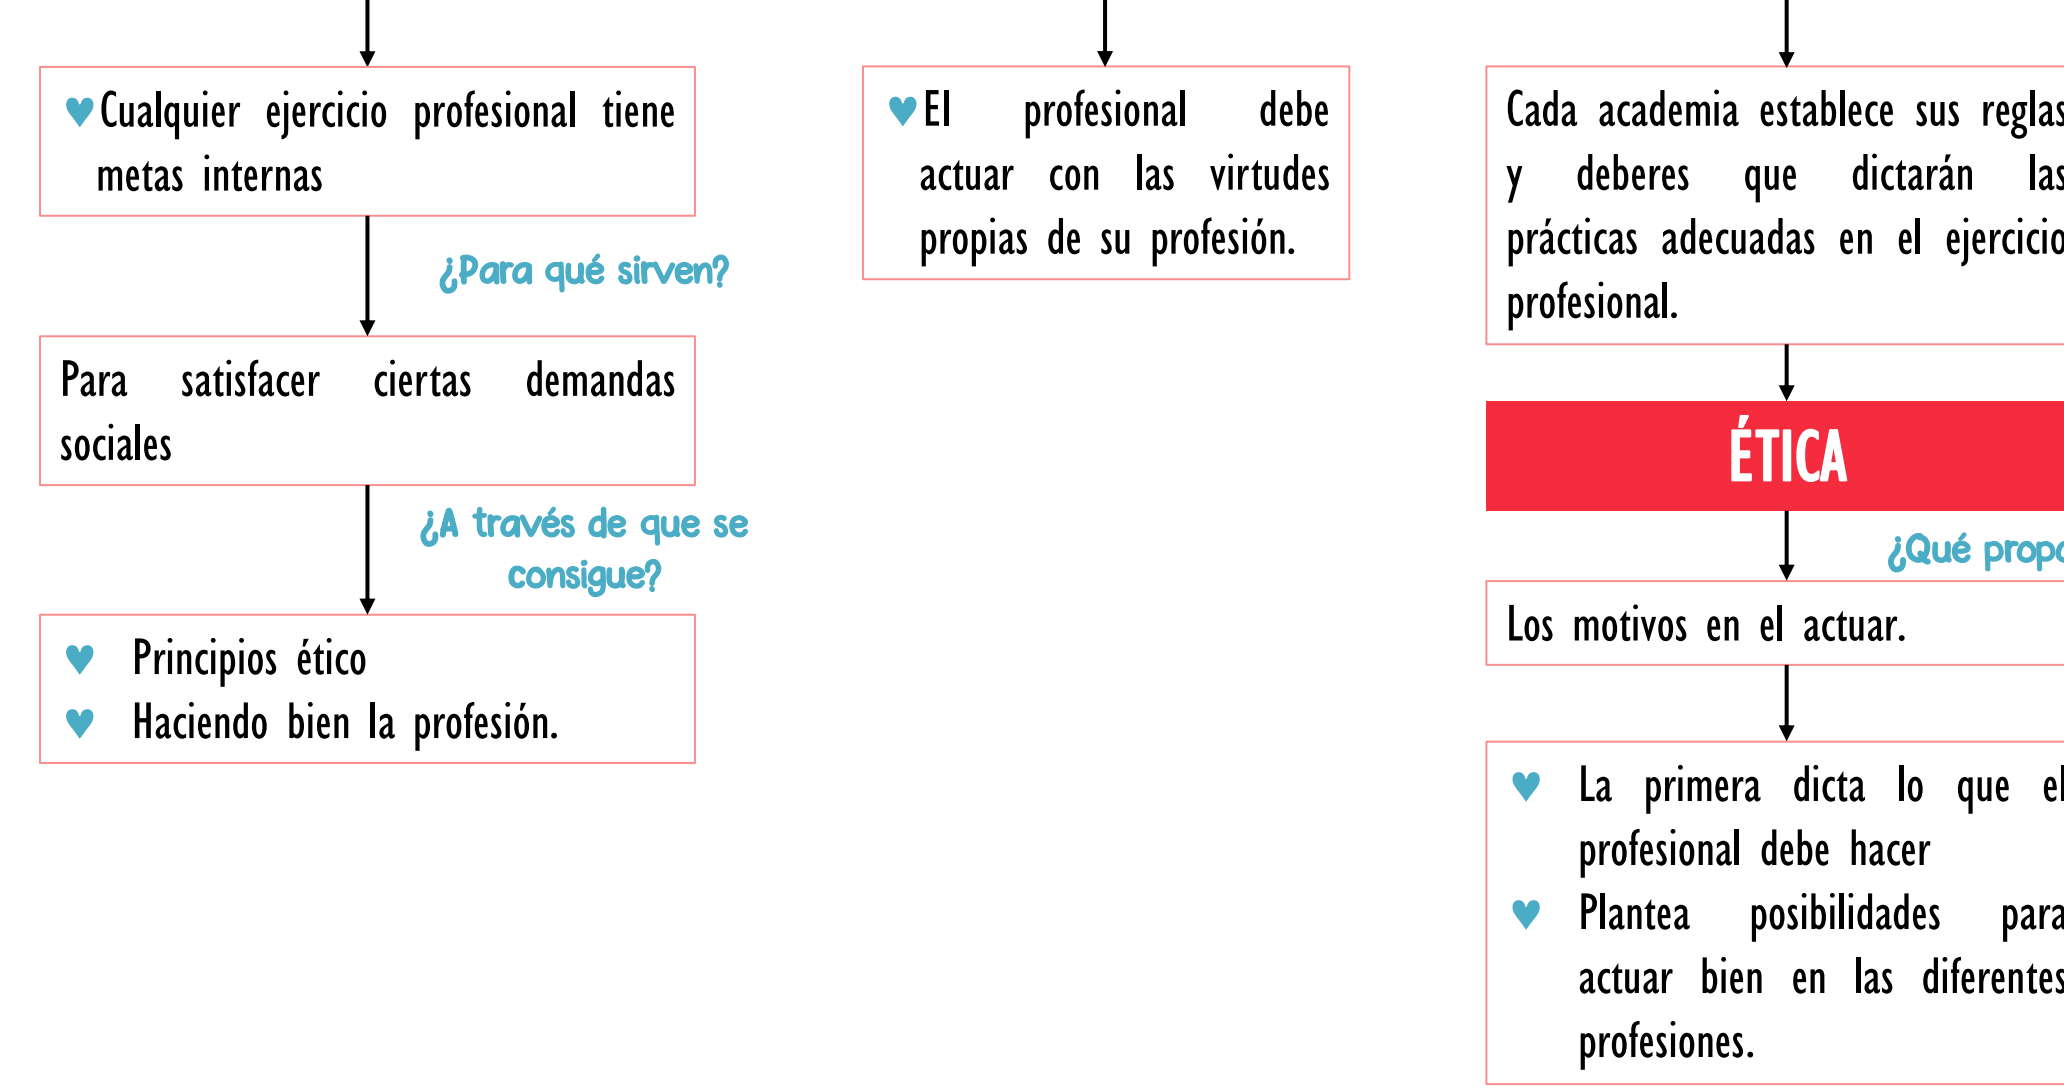 ♥Cualquier ejercicio profesional tiene
metas internas
¿Para qué sirven?
Para satisfacer ciertas demandas
sociales
¿A través de que se
consigue?
♥ Principios ético
♥ Haciendo bien la profesión.
♥El profesional debe
actuar con las virtudes
propias de su profesión.
Cada academia establece sus reglas
y deberes que dictarán las
prácticas adecuadas en el ejercicio
profesional.
ÉTICA
¿Qué
Los motivos en el actuar.
♥ La primera dicta lo que el
profesional debe hacer
♥ Plantea posibilidades para
actuar bien en las diferentes
profesiones.